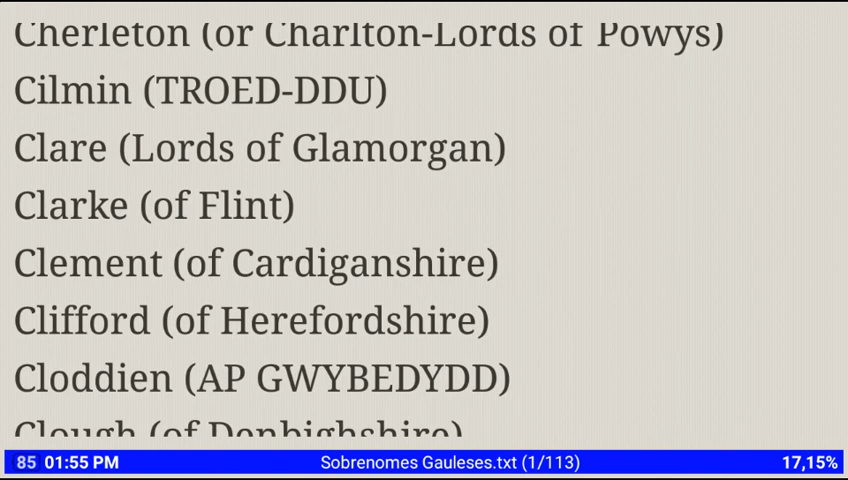 Cherleton (or Charlton-Lords of Powys)
Cilmin (TROED-DDU)
Clare (Lords of Glamorgan)
Clarke (of Flint)
Clement (of Cardiganshire)
Clifford (of Herefordshire)
Cloddien (AP GWYBEDYDD)
Clough (of Denbighshire)
85 01:55 PM Sobrenomes Gauleses.txt (1/113) 17,15%